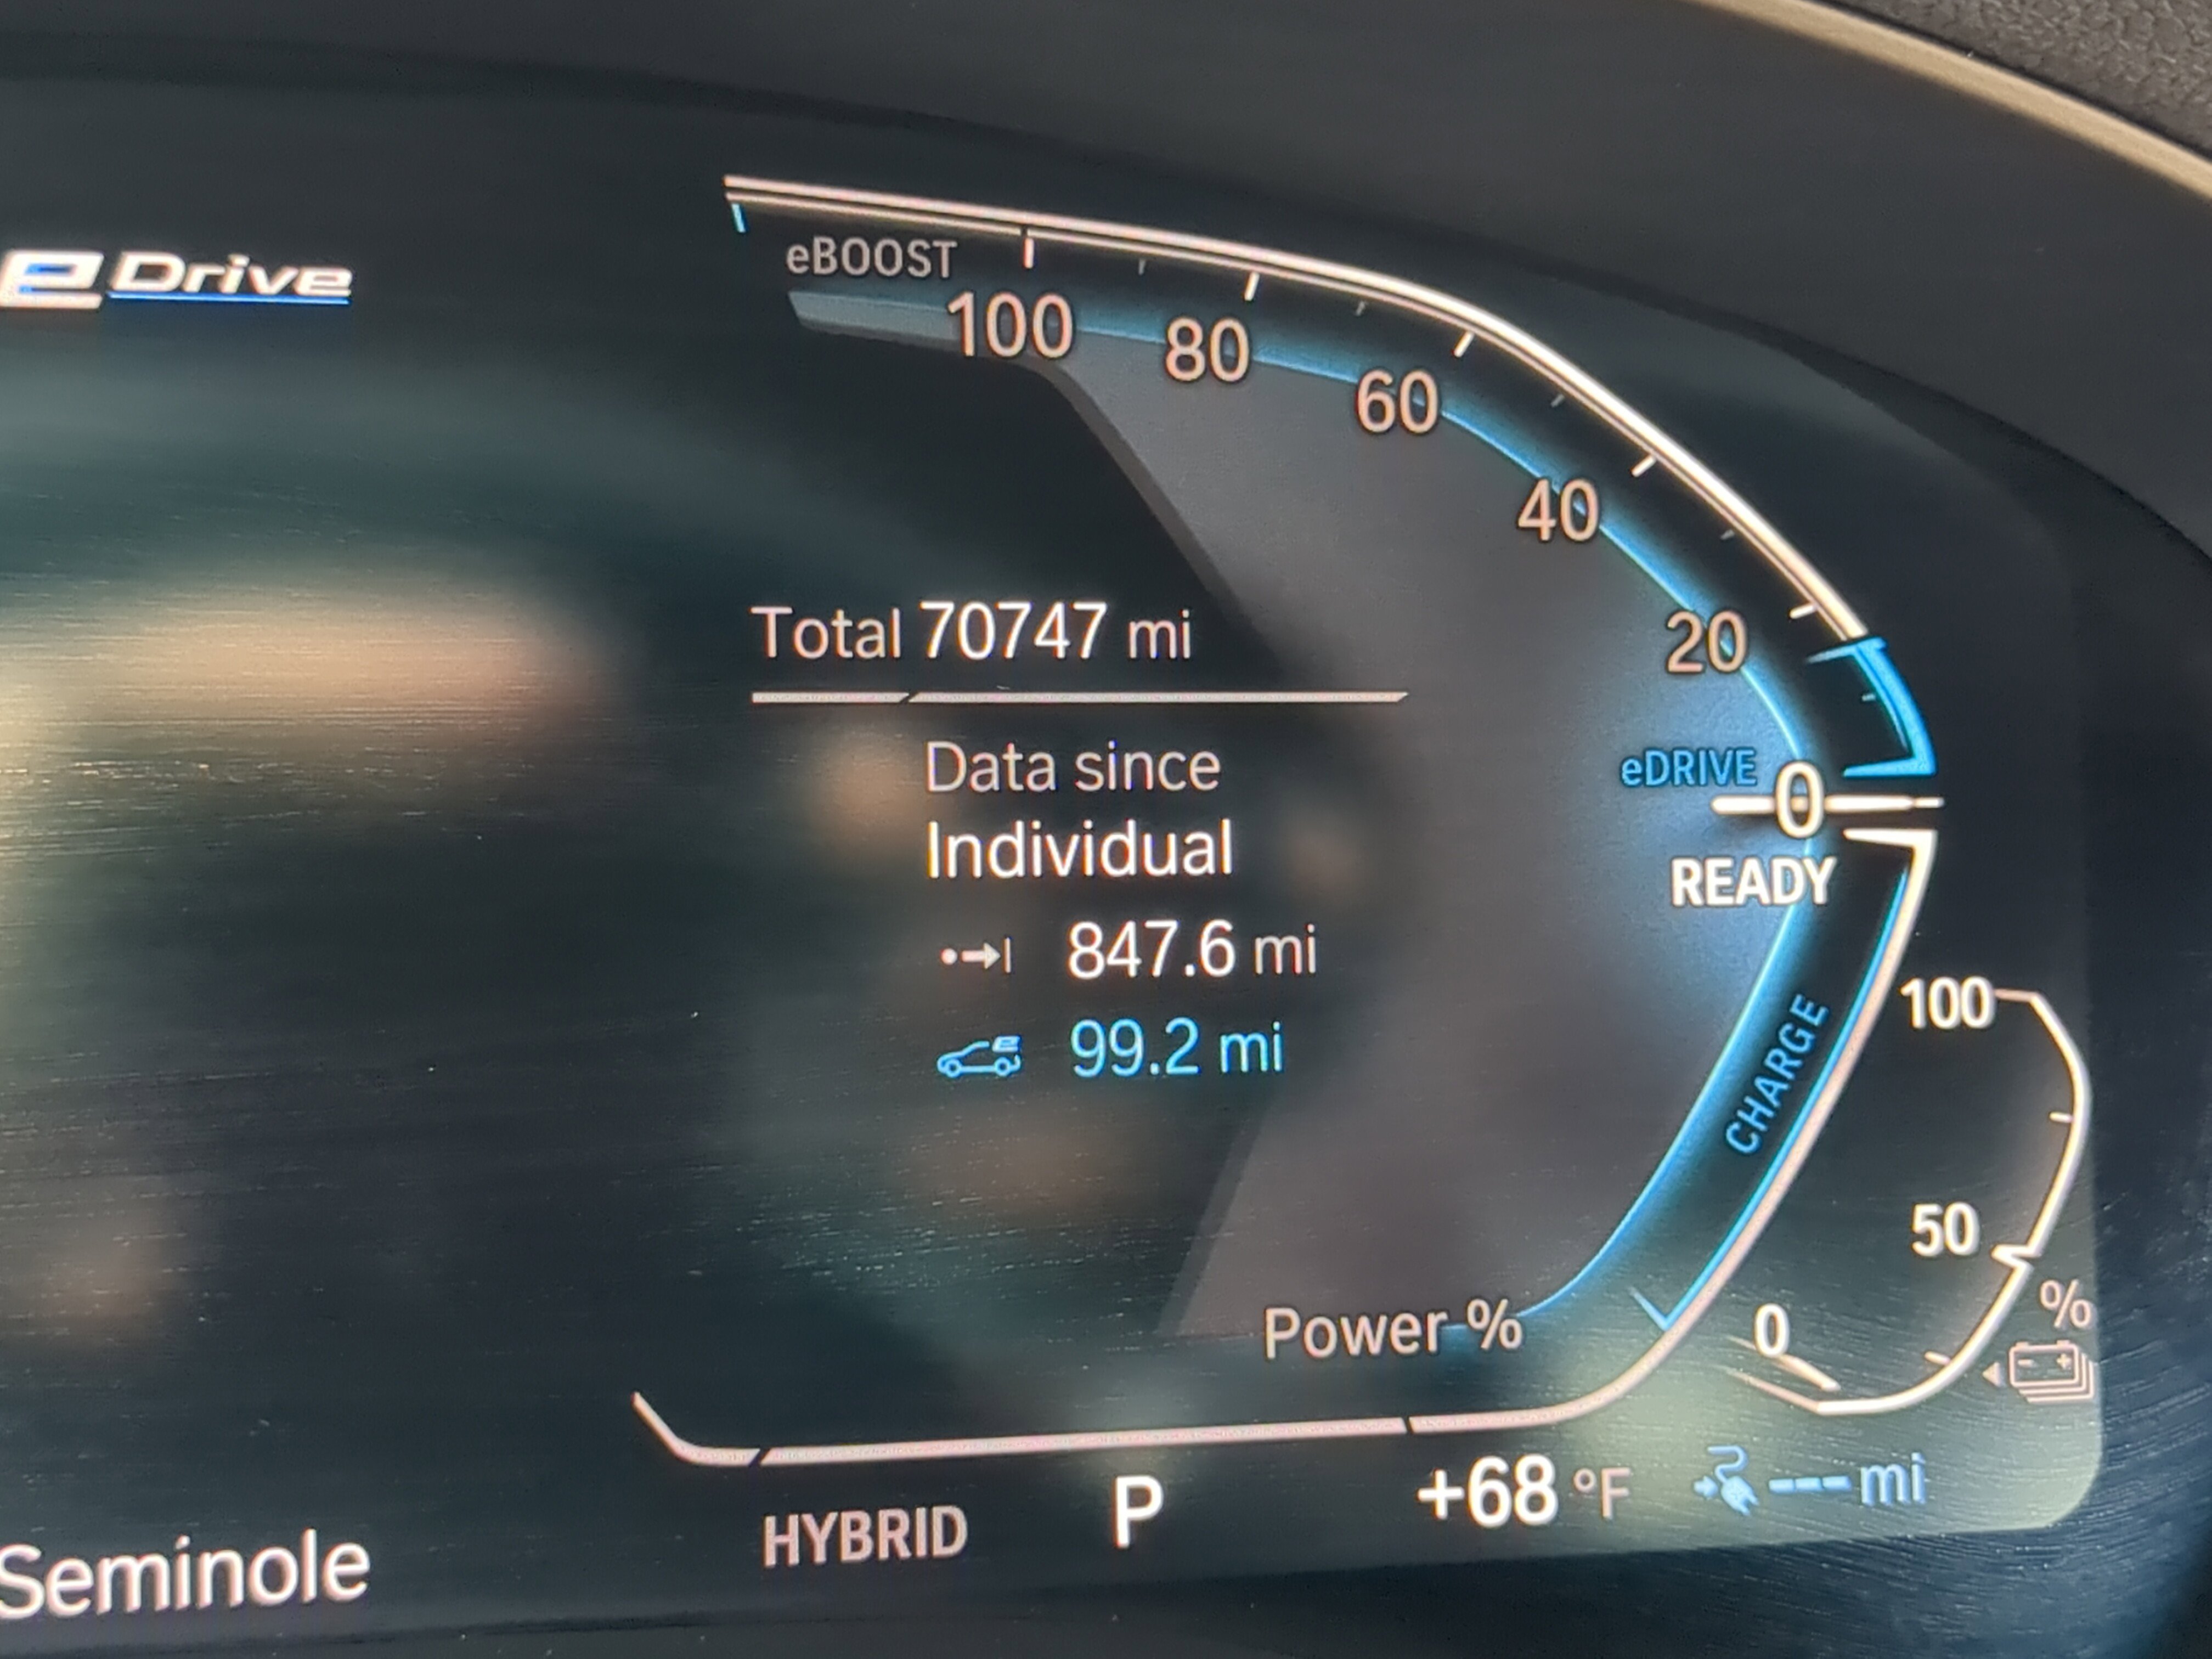 eDrive
eBOOST
100
80
60
40
20
Total 70747 mi
Data since
Individual
847.6 mi
99.2 mi
eDRIVE
0
READY
CHARGE
Power %
100
50
0
%
HYBRID
P
+68 °F
--- mi
Seminole